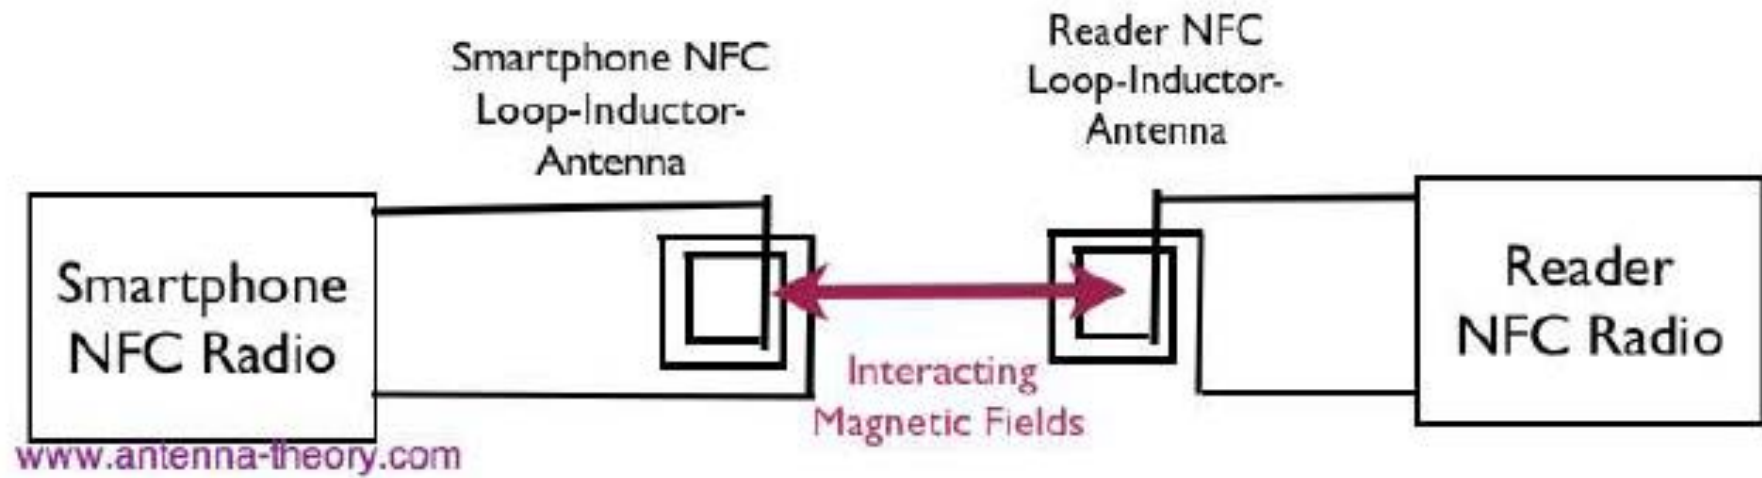 Smartphone NFC
Loop-Inductor-
Antenna
Reader NFC
Loop-Inductor-
Antenna
Smartphone
NFC Radio
Reader
NFC Radio
Interacting
Magnetic Fields
www.antenna-theory.com